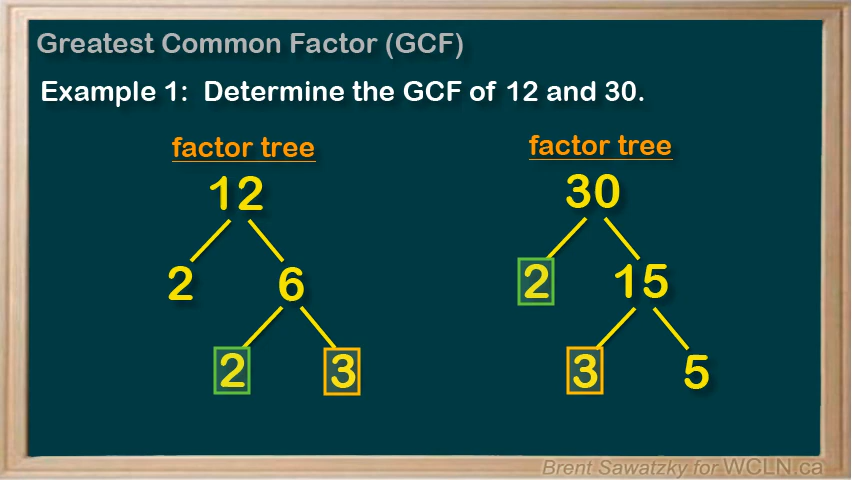 Greatest Common Factor (GCF)
Example 1: Determine the GCF of 12 and 30.
factor tree factor tree
12 30
2 6 2 15
2 3 3 5
Brent Sawatzky for WCLN.ca